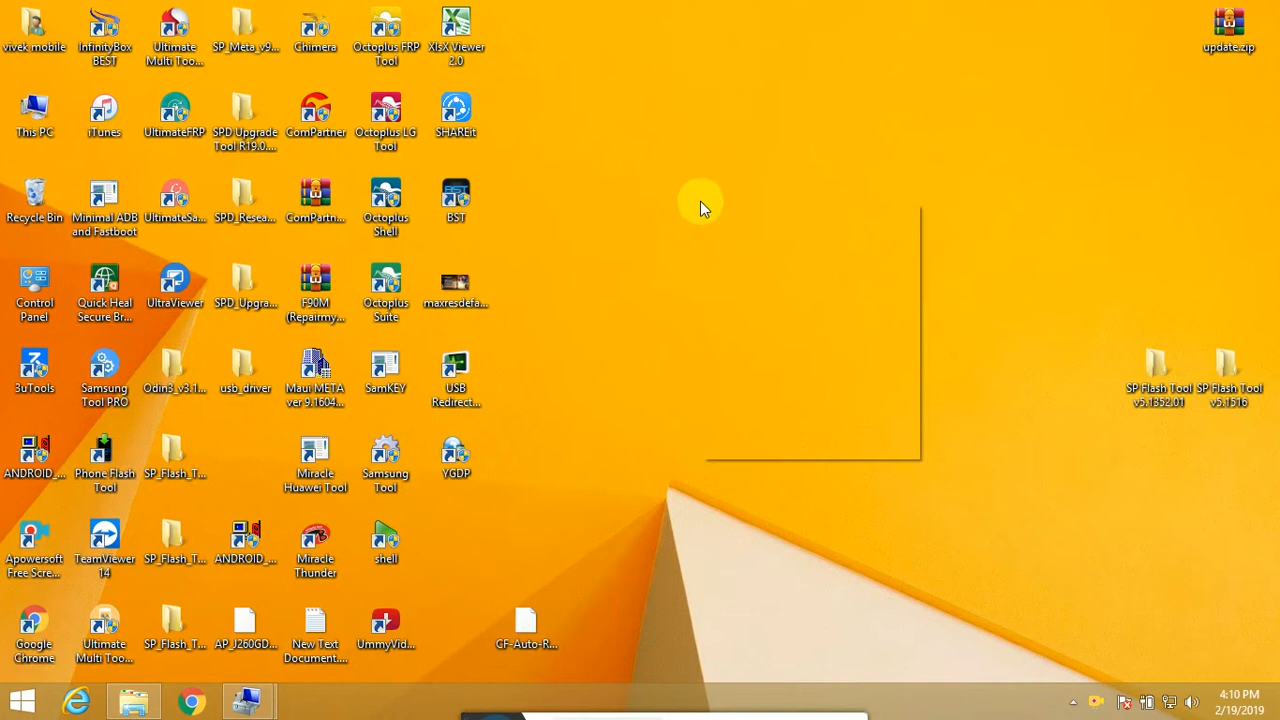 vivek mobile
InfinityBox
BEST
Ultimate
Multi Too...
SP_Meta_v9...
Chimera
Octoplus FRP
Tool
XlsX Viewer
2.0
update.zip
This PC
iTunes
UltimateFRP
SPD Upgrade
Tool R19.0....
ComPartner
Octoplus LG
Tool
SHAREit
Recycle Bin
Minimal ADB
and Fastboot
UltimateSa...
SPD_Resea...
ComPartn...
Octoplus
Shell
BST
Control
Panel
Quick Heal
Secure Br...
UltraViewer
SPD_Upgra...
F90M
(Repairmy...
Octoplus
Suite
maxresdefa...
3uTools
Samsung
Tool PRO
Odin3_v3.1...
usb_driver
Maui META
ver 9.1604...
SamKEY
USB
Redirect...
SP Flash Tool
v5.1352.01
SP Flash Tool
v5.1516
ANDROID_...
Phone Flash
Tool
SP_Flash_T...
Miracle
Huawei Tool
Samsung
Tool
YGDP
Apowersoft
Free Scre...
TeamViewer
14
SP_Flash_T...
ANDROID_...
Miracle
Thunder
shell
Google
Chrome
Ultimate
Multi Too...
SP_Flash_T...
AP_J260GD...
New Text
Document....
UmmyVid...
CF-Auto-R...
4:10 PM
2/19/2019